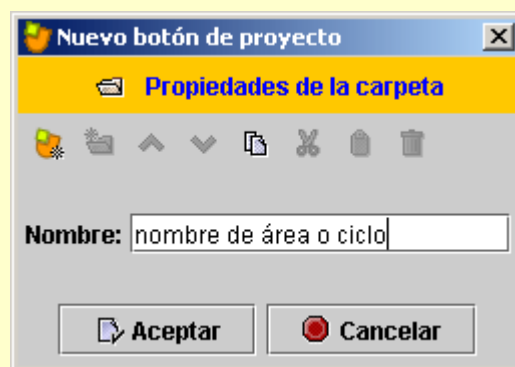 Nuevo botón de proyecto
Propiedades de la carpeta
Nombre: nombre de área o ciclo
Aceptar Cancelar